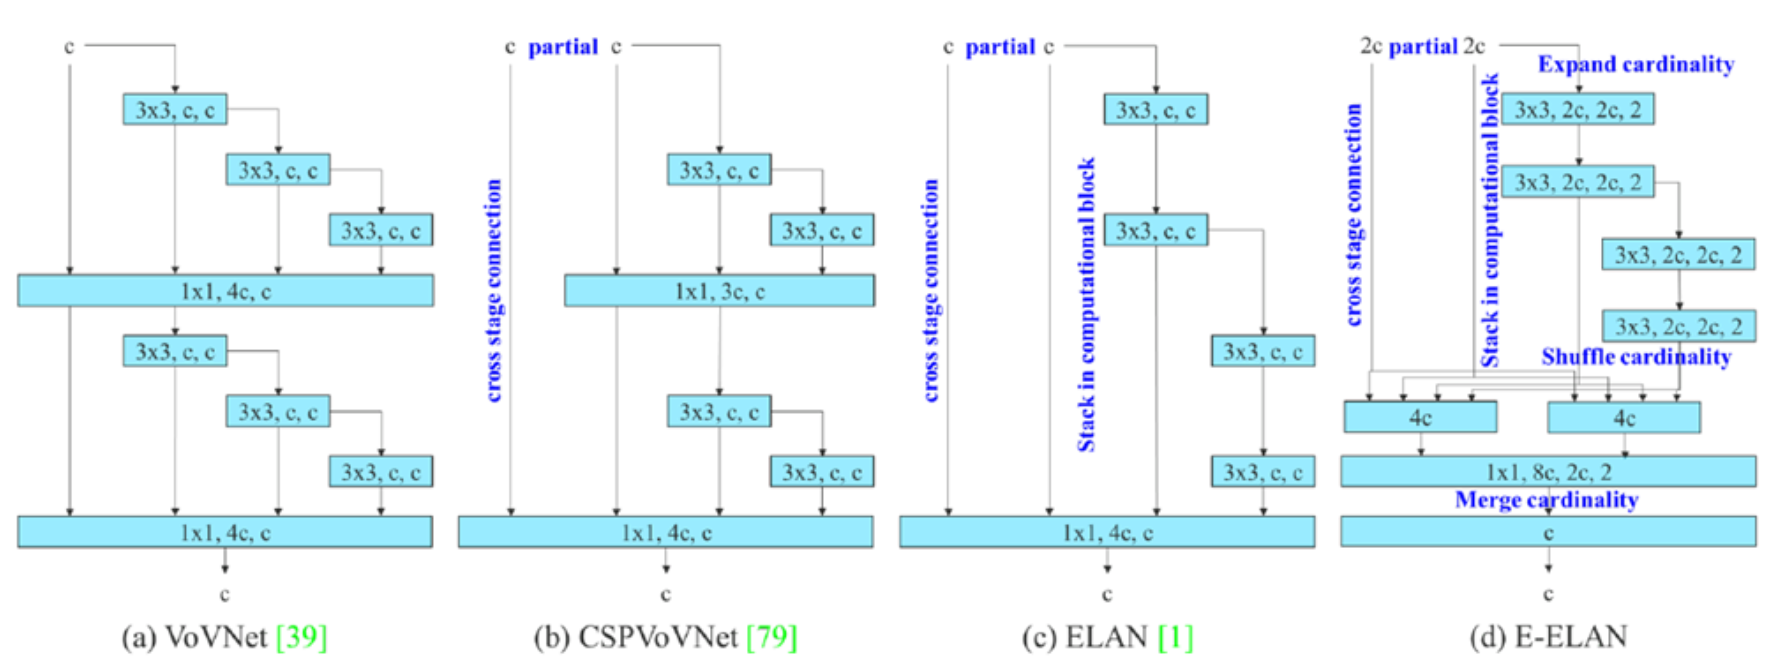 c
3x3, c, c
3x3, c, c
3x3, c, c
1x1, 4c, c
3x3, c, c
3x3, c, c
3x3, c, c
1x1, 4c, c
c
(a) VoVNet [39]
c partial c
cross stage connection
3x3, c, c
3x3, c, c
1x1, 3c, c
3x3, c, c
3x3, c, c
1x1, 4c, c
c
(b) CSPVoVNet [79]
c partial c
cross stage connection
Stack in computational block
3x3, c, c
3x3, c, c
3x3, c, c
3x3, c, c
1x1, 4c, c
c
(c) ELAN [1]
2c partial 2c
Expand cardinality
cross stage connection
Stack in computational block
3x3, 2c, 2c, 2
3x3, 2c, 2c, 2
3x3, 2c, 2c, 2
3x3, 2c, 2c, 2
Shuffle cardinality
4c
4c
1x1, 8c, 2c, 2
Merge cardinality
c
c
(d) E-ELAN